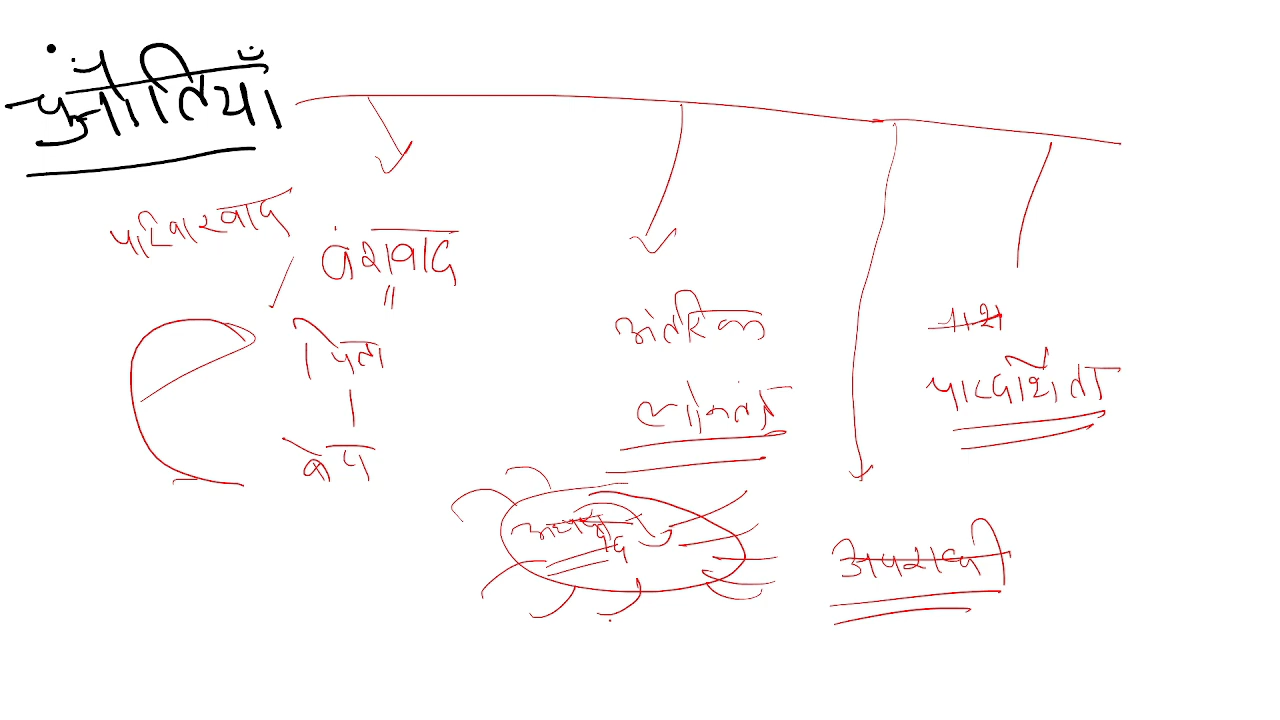 चुनौतियाँ
परिवारवाद
वंशवाद
पिता
आंतरिक
लोकतंत्र
पारदर्शिता
अपराधी